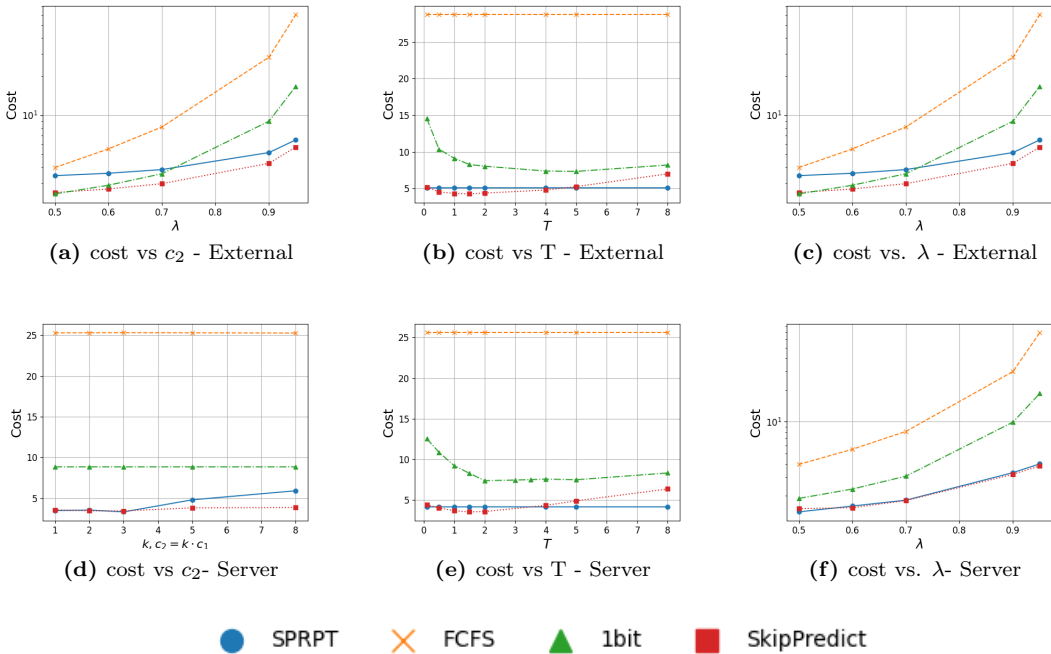 Cost
10^1
0.5 0.6 0.7 0.8 0.9
λ
(a) cost vs c_2 - External
Cost
25
20
15
10
5
0 1 2 3 4 5 6 7 8
T
(b) cost vs T - External
Cost
10^1
0.5 0.6 0.7 0.8 0.9
λ
(c) cost vs. λ - External
Cost
25
20
15
10
5
1 2 3 4 5 6 7 8
k, c_2 = k · c_1
(d) cost vs c_2- Server
Cost
25
20
15
10
5
0 1 2 3 4 5 6 7 8
T
(e) cost vs T - Server
Cost
10^1
0.5 0.6 0.7 0.8 0.9
λ
(f) cost vs. λ- Server
SPRPT FCFS 1bit SkipPredict